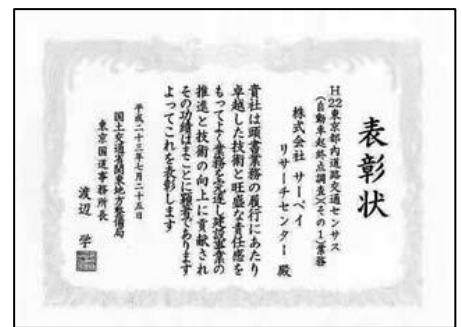 表彰状
H22東京都内道路交通センサス
(自動車起終点調査)(その1)業務
株式会社 サーベイ
リサーチセンター 殿
貴社は頭書業務の履行にあたり
卓越した技術と旺盛な責任感を
もってよく業務を完遂し建設事業の
推進と技術の向上に貢献され
その功績はまことに顕著であります
よってこれを表彰します
平成二十三年七月二十五日
国土交通省関東地方整備局
東京国道事務所長
渡辺 学